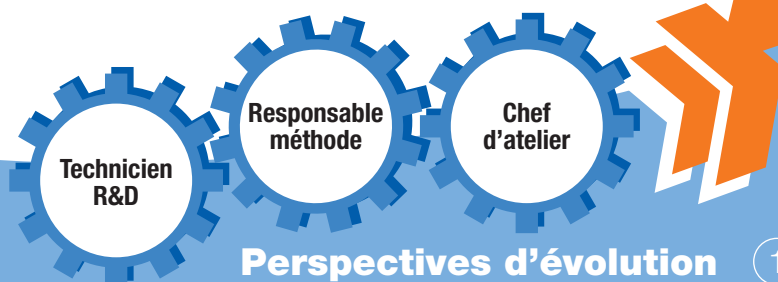 Technicien
R&D
Responsable
méthode
Chef
d'atelier
Perspectives d'évolution